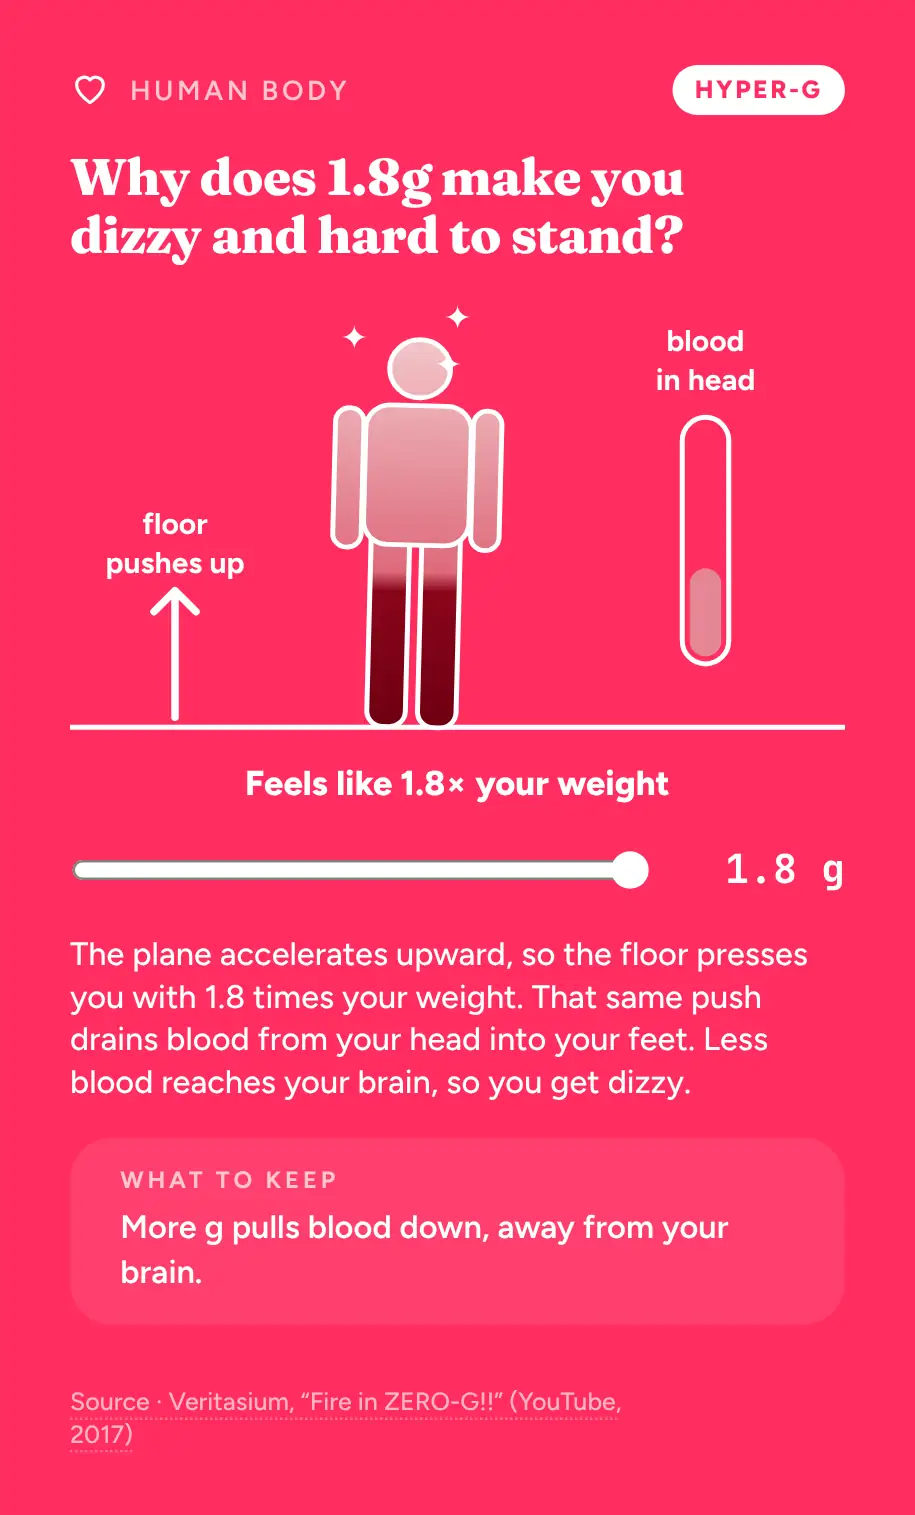 HUMAN BODY
HYPER-G
Why does 1.8g make you
dizzy and hard to stand?
blood
in head
floor
pushes up
Feels like 1.8× your weight
1.8 g
The plane accelerates upward, so the floor presses
you with 1.8 times your weight. That same push
drains blood from your head into your feet. Less
blood reaches your brain, so you get dizzy.
WHAT TO KEEP
More g pulls blood down, away from your
brain.
Source · Veritasium, “Fire in ZERO-G!!” (YouTube,
2017)